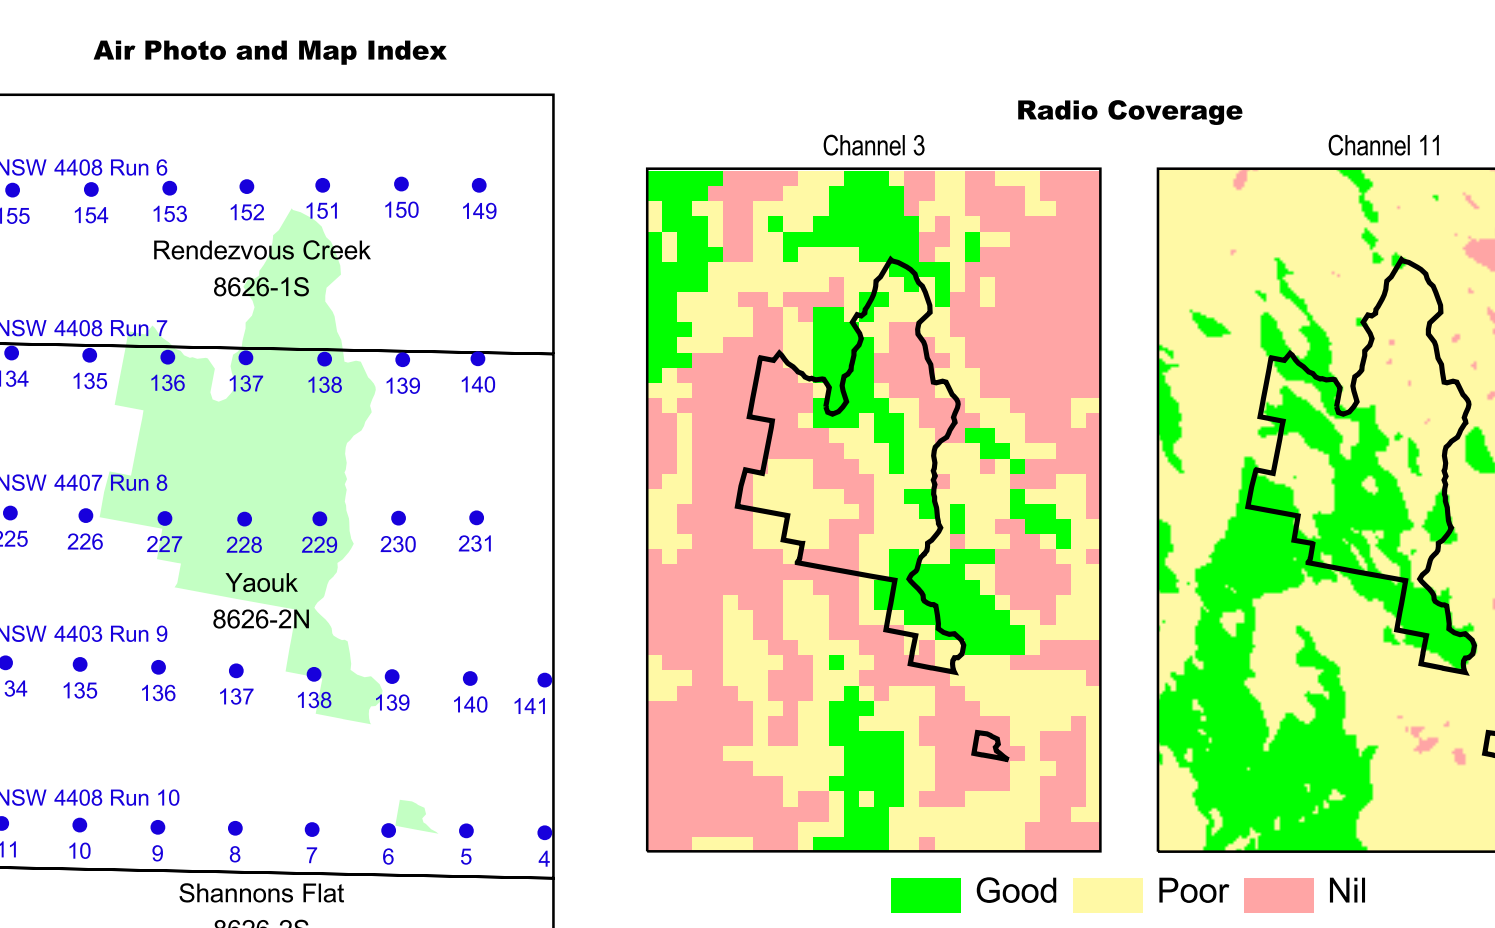 Air Photo and Map Index
NSW 4408 Run 6
155 154 153 152 151 150 149
Rendezvous Creek
8626-1S
NSW 4408 Run 7
134 135 136 137 138 139 140
NSW 4407 Run 8
225 226 227 228 229 230 231
Yaouk
8626-2N
NSW 4403 Run 9
34 135 136 137 138 139 140 141
NSW 4408 Run 10
11 10 9 8 7 6 5 4
Shannons Flat
8626-2S
Radio Coverage
Channel 3
Channel 11
Good Poor Nil